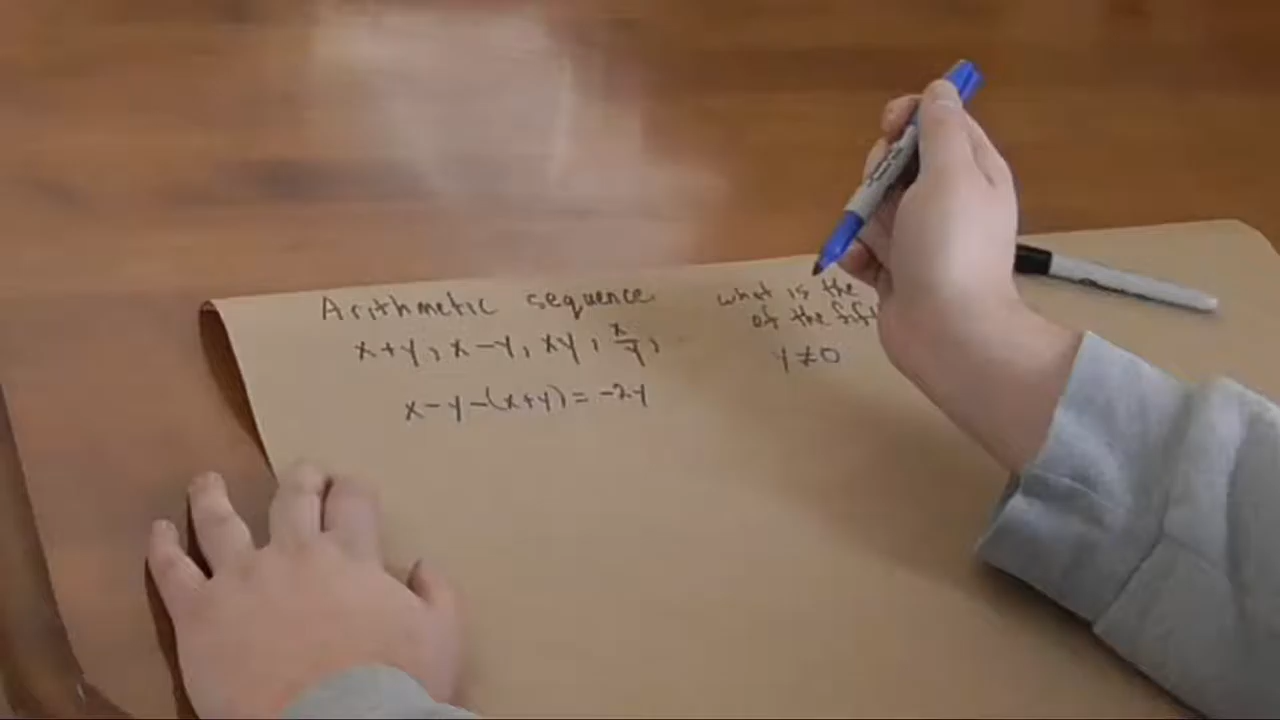 Arithmetic sequence
x+y, x-y, xy, x/y,
x-y-(x+y) = -2y
what is the
of the
y≠0